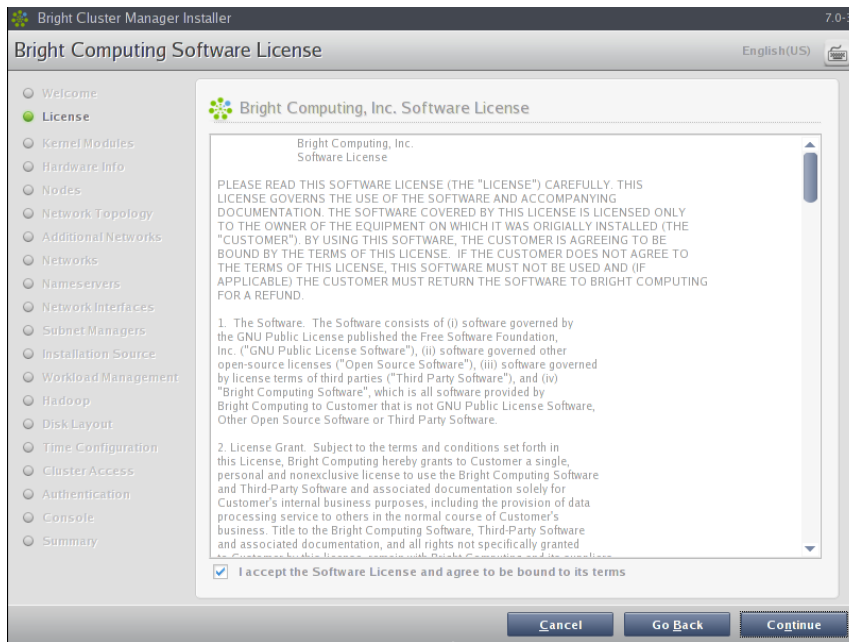 Bright Cluster Manager Installer
7.0-
Bright Computing Software License
English(US)
Welcome
License
Kernel Modules
Hardware Info
Nodes
Network Topology
Additional Networks
Networks
Nameservers
Network Interfaces
Subnet Managers
Installation Source
Workload Management
Hadoop
Disk Layout
Time Configuration
Cluster Access
Authentication
Console
Summary
Bright Computing, Inc. Software License
Bright Computing, Inc.
Software License
PLEASE READ THIS SOFTWARE LICENSE (THE "LICENSE") CAREFULLY. THIS
LICENSE GOVERNS THE USE OF THE SOFTWARE AND ACCOMPANYING
DOCUMENTATION. THE SOFTWARE COVERED BY THIS LICENSE IS LICENSED ONLY
TO THE OWNER OF THE EQUIPMENT ON WHICH IT WAS ORIGIALLY INSTALLED (THE
"CUSTOMER"). BY USING THIS SOFTWARE, THE CUSTOMER IS AGREEING TO BE
BOUND BY THE TERMS OF THIS LICENSE.  IF THE CUSTOMER DOES NOT AGREE TO
THE TERMS OF THIS LICENSE, THIS SOFTWARE MUST NOT BE USED AND (IF
APPLICABLE) THE CUSTOMER MUST RETURN THE SOFTWARE TO BRIGHT COMPUTING
FOR A REFUND.
1.  The Software.  The Software consists of (i) software governed by
the GNU Public License published the Free Software Foundation,
Inc. ("GNU Public License Software"), (ii) software governed other
open-source licenses ("Open Source Software"), (iii) software governed
by license terms of third parties ("Third Party Software"), and (iv)
"Bright Computing Software", which is all software provided by
Bright Computing to Customer that is not GNU Public License Software,
Other Open Source Software or Third Party Software.
2. License Grant.  Subject to the terms and conditions set forth in
this License, Bright Computing hereby grants to Customer a single,
personal and nonexclusive license to use the Bright Computing Software
and Third-Party Software and associated documentation solely for
Customer's internal business purposes, including the provision of data
processing service to others in the normal course of Customer's
business. Title to the Bright Computing Software, Third-Party Software
and associated documentation, and all rights not specifically granted
I accept the Software License and agree to be bound to its terms
Cancel
Go Back
Continue